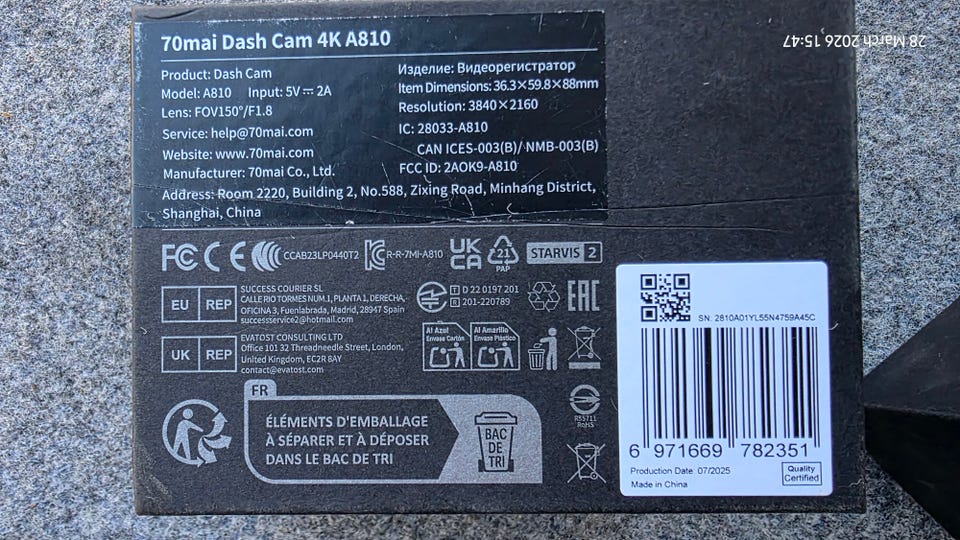 28 March 2026 15:47
70mai Dash Cam 4K A810
Product: Dash Cam
Model: A810 Input: 5V⎓2A
Lens: FOV150°/F1.8
Service: help@70mai.com
Website: www.70mai.com
Manufacturer: 70mai Co., Ltd.
Изделие: Видеорегистратор
Item Dimensions: 36.3×59.8×88mm
Resolution: 3840×2160
IC: 28033-A810
CAN ICES-003(B)/ NMB-003(B)
FCC ID: 2AOK9-A810
Address: Room 2220, Building 2, No.588, Zixing Road, Minhang District,
Shanghai, China
FC CE CCAB23LP0440T2 R-R-7MI-A810 UK CA 21 PAP STARVIS 2
EU REP
SUCCESS COURIER SL
CALLE RIO TORMES NUM.1, PLANTA 1, DERECHA,
OFICINA 3, Fuenlabrada, Madrid, 28947 Spain
successservice2@hotmail.com
T D 22 0197 201
R 201-220789
EAC
UK REP
EVATOST CONSULTING LTD
Office 101 32 Threadneedle Street, London,
United Kingdom, EC2R 8AY
contact@evatost.com
Al Azul
Envase Cartón
Al Amarillo
Envase Plástico
FR
ÉLÉMENTS D'EMBALLAGE
À SÉPARER ET À DÉPOSER
DANS LE BAC DE TRI
BAC
DE
TRI
R55711
RoHS
SN: 2810A01YL55N4759A45C
6 971669 782351
Production Date: 07/2025
Made in China
Quality
Certified